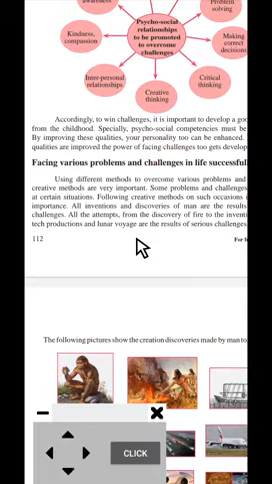 awareness
Problem
solving
Psycho-social
relationships
to be promoted
to overcome
challenges
Kindness,
compassion
Making
correct
decisions
Inter-personal
relationships
Critical
thinking
Creative
thinking
Accordingly, to win challenges, it is important to develop a goo
from the childhood. Specially, psycho-social competencies must be
By improving these qualities, your personality too can be enhanced.
qualities are improved the power of facing challenges too gets develop
Facing various problems and challenges in life successful
Using different methods to overcome various problems and
creative methods are very important. Some problems and challenges
at certain situations. Following creative methods on such occasions i
importance. All inventions and discoveries of man are the results
challenges. All the attempts, from the discovery of fire to the inventi
tech productions and lunar voyage are the results of serious challenges
112
For fr
The following pictures show the creation discoveries made by man to
CLICK